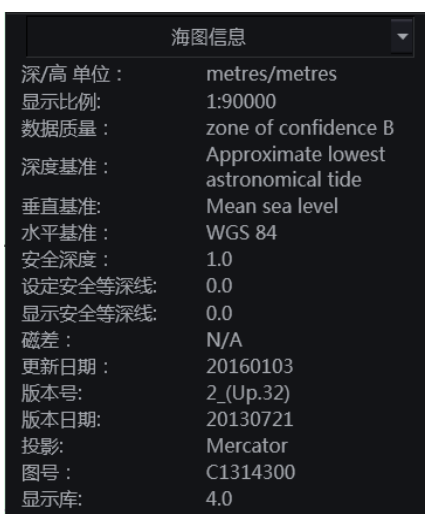 海图信息
深/高 单位： metres/metres
显示比例: 1:90000
数据质量： zone of confidence B
深度基准： Approximate lowest
astronomical tide
垂直基准: Mean sea level
水平基准： WGS 84
安全深度： 1.0
设定安全等深线: 0.0
显示安全等深线: 0.0
磁差： N/A
更新日期： 20160103
版本号: 2_(Up.32)
版本日期: 20130721
投影: Mercator
图号： C1314300
显示库: 4.0